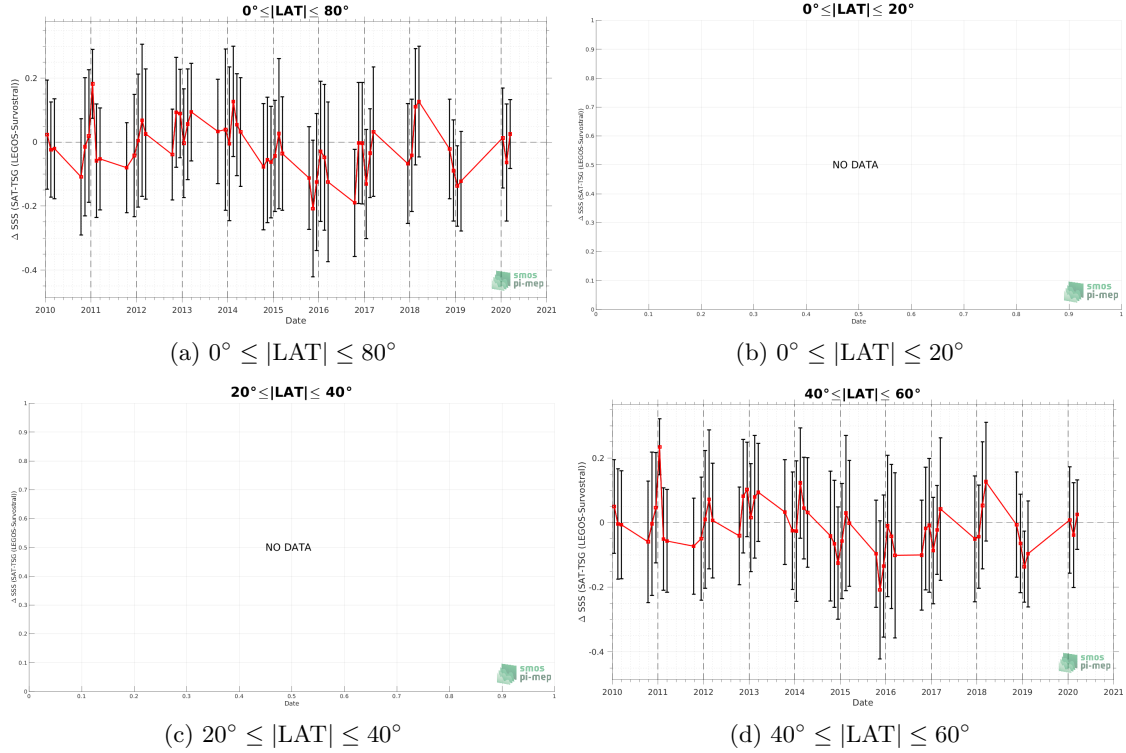 0°≤|LAT|≤ 80°
Δ SSS (SAT-TSG (LEGOS-Survostral))
0.2
0
-0.2
-0.4
2010 2011 2012 2013 2014 2015 2016 2017 2018 2019 2020 2021
Date
smos
pi-mep
(a) 0° ≤ |LAT| ≤ 80°
0°≤|LAT|≤ 20°
Δ SSS (SAT-TSG (LEGOS-Survostral))
1
0.9
0.8
0.7
0.6
0.5
0.4
0.3
0.2
0.1
0
NO DATA
0 0.1 0.2 0.3 0.4 0.5 0.6 0.7 0.8 0.9 1
Date
smos
pi-mep
(b) 0° ≤ |LAT| ≤ 20°
20°≤|LAT|≤ 40°
Δ SSS (SAT-TSG (LEGOS-Survostral))
1
0.9
0.8
0.7
0.6
0.5
0.4
0.3
0.2
0.1
0
NO DATA
0 0.1 0.2 0.3 0.4 0.5 0.6 0.7 0.8 0.9 1
Date
smos
pi-mep
(c) 20° ≤ |LAT| ≤ 40°
40°≤|LAT|≤ 60°
Δ SSS (SAT-TSG (LEGOS-Survostral))
0.2
0
-0.2
-0.4
2010 2011 2012 2013 2014 2015 2016 2017 2018 2019 2020 2021
Date
smos
pi-mep
(d) 40° ≤ |LAT| ≤ 60°